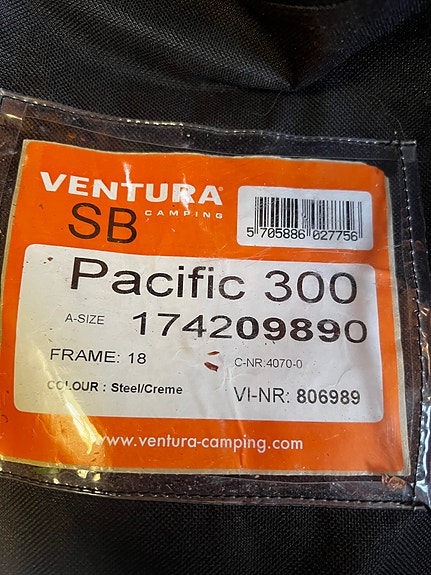 VENTURA®
CAMPING
SB
5 705886 027756
Pacific 300
A-SIZE 174209890
FRAME: 18 C-NR:4070-0
COLOUR : Steel/Creme VI-NR: 806989
www.ventura-camping.com